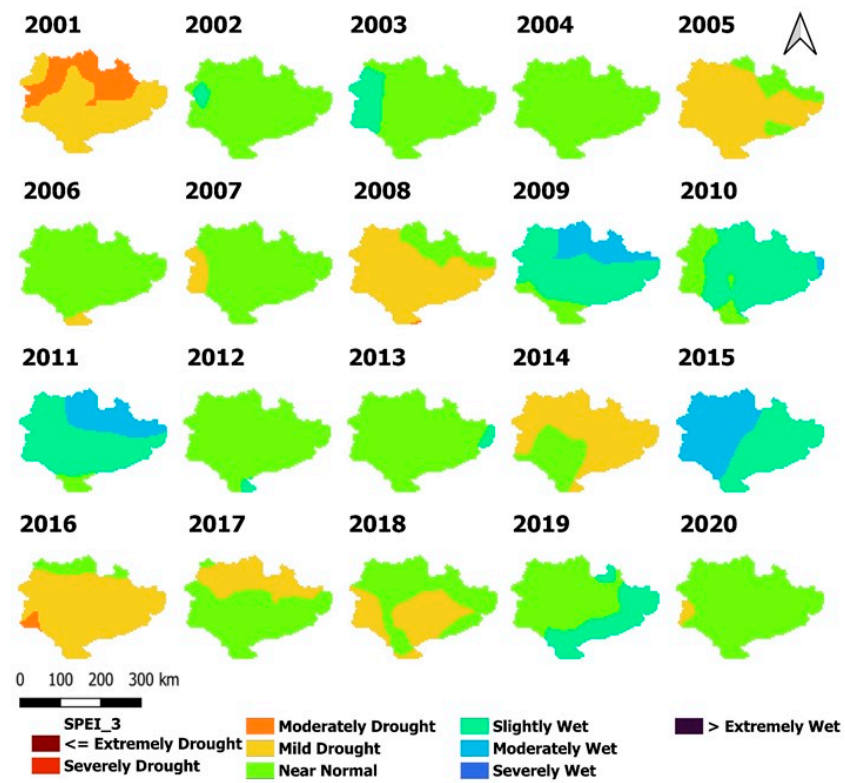 2001 2002 2003 2004 2005
2006 2007 2008 2009 2010
2011 2012 2013 2014 2015
2016 2017 2018 2019 2020
0 100 200 300 km
SPEI_3
<= Extremely Drought
Severely Drought
Moderately Drought
Mild Drought
Near Normal
Slightly Wet
Moderately Wet
Severely Wet
> Extremely Wet